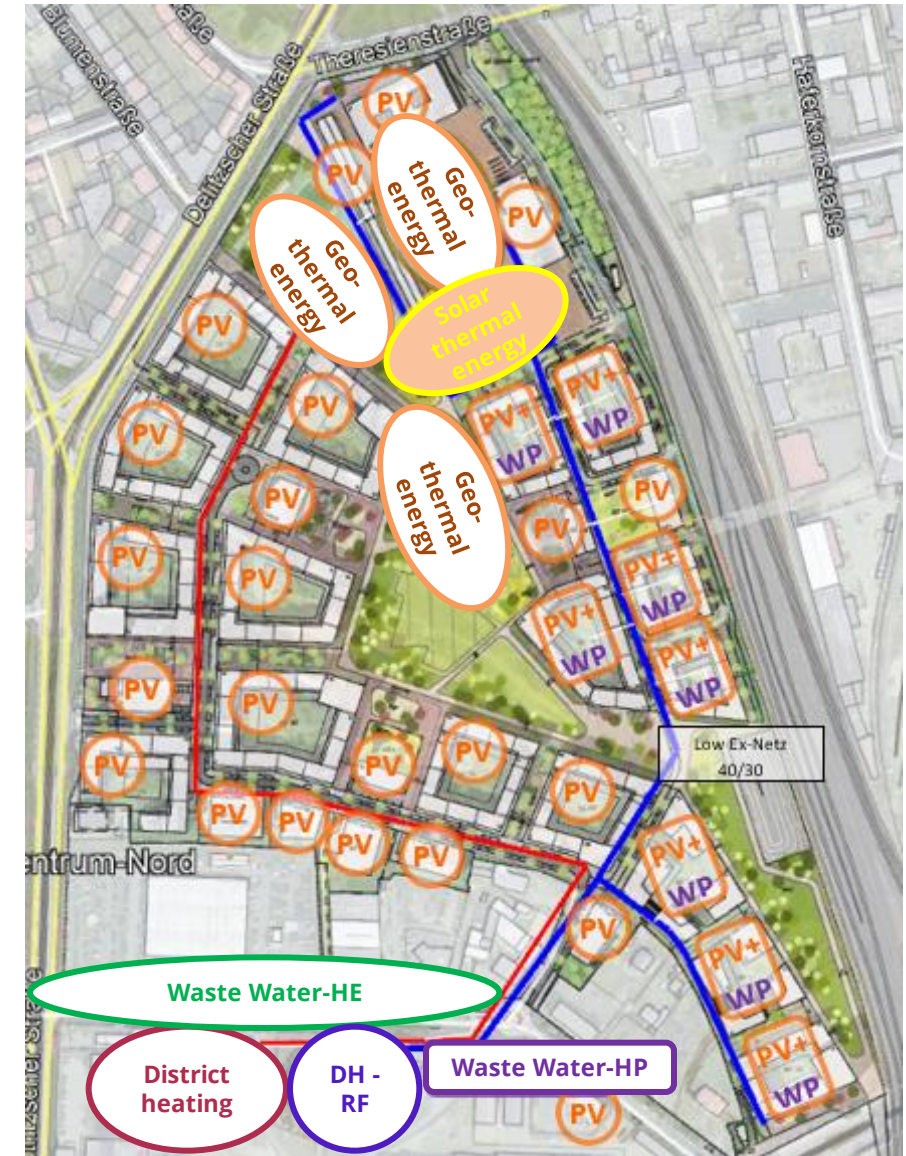 Blumenstraße
aße
Theresienstraße
Delitzscher Straße
PV
PV
Geo-
thermal
energy
Haferkornstraße
PV
Geo-
thermal
energy
Solar
thermal
energy
PV
PV+
WP
PV
PV+
WP
PV
Geo-
thermal
energy
PV
PV
PV
PV
PV+
WP
PV
PV+
WP
PV+
WP
PV
PV
Low Ex-Netz
40/30
PV
PV
PV
PV
PV
PV
PV
PV
PV+
WP
entrum-Nord
PV
PV+
WP
Waste Water-HE
District
heating
DH -
RF
Waste Water-HP
PV+
WP
PV